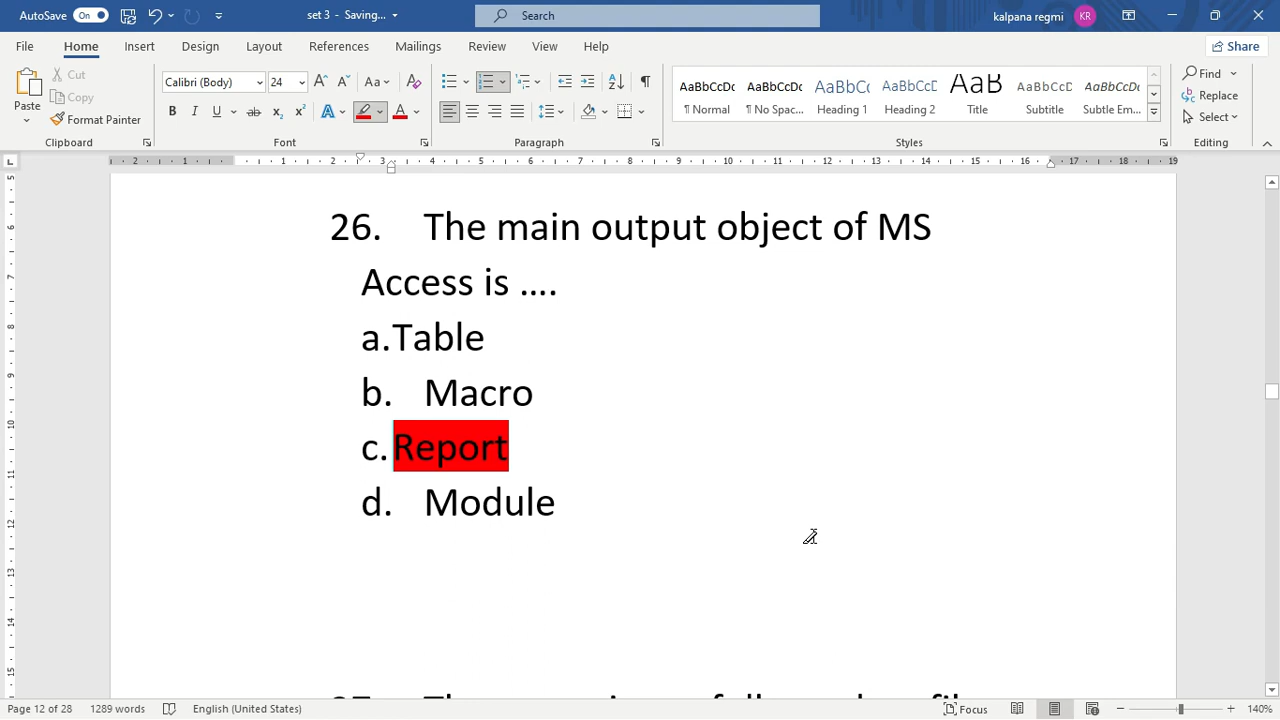 AutoSave On set 3 - Saving... Search kalpana regmi KR
File Home Insert Design Layout References Mailings Review View Help Share
Paste Cut Copy Format Painter
Calibri (Body) 24
AaBbCcDc AaBbCcDc AaBbCc AaBbCcD AaB AaBbCcD AaBbCcD
¶ Normal ¶ No Spac... Heading 1 Heading 2 Title Subtitle Subtle Em...
Find Replace Select
Clipboard Font Paragraph Styles Editing
26. The main output object of MS
Access is ....
a. Table
b. Macro
c. Report
d. Module
Page 12 of 28 1289 words English (United States) Focus 140%